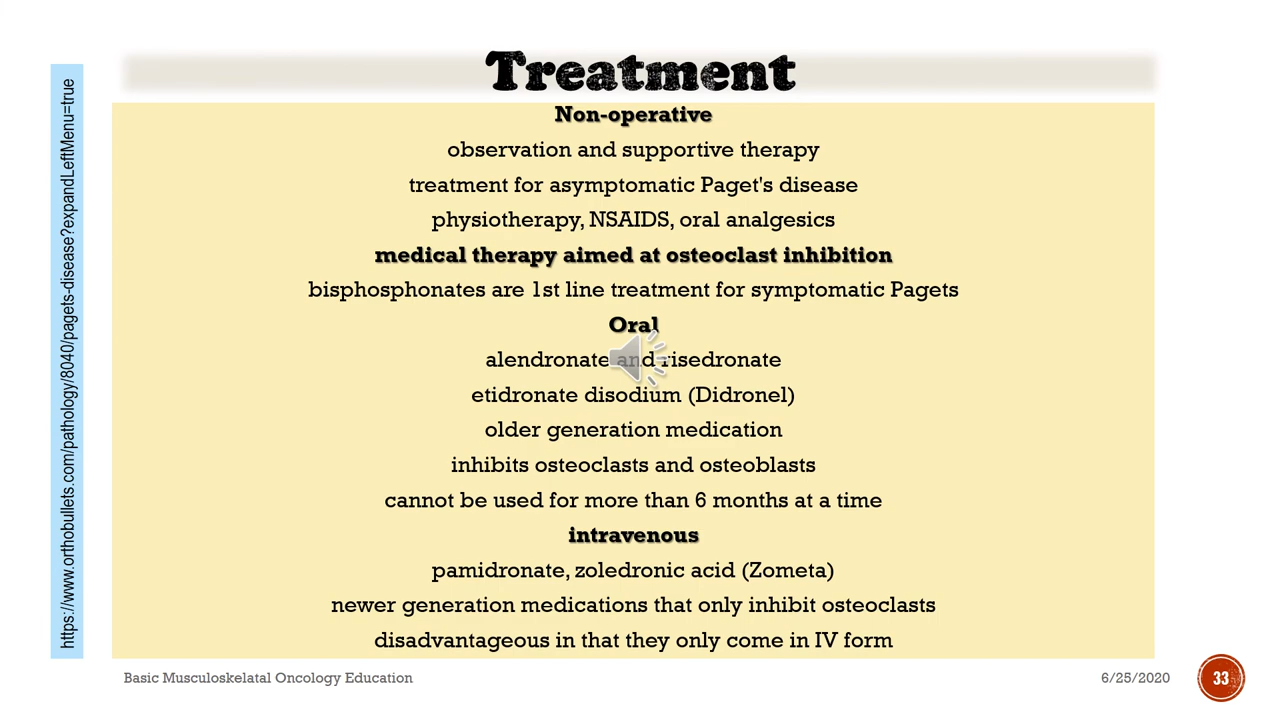 Treatment
https://www.orthobullets.com/pathology/8040/pagets-disease?expandLeftMenu=true
Non-operative
observation and supportive therapy
treatment for asymptomatic Paget's disease
physiotherapy, NSAIDS, oral analgesics
medical therapy aimed at osteoclast inhibition
bisphosphonates are 1st line treatment for symptomatic Pagets
Oral
alendronate and risedronate
etidronate disodium (Didronel)
older generation medication
inhibits osteoclasts and osteoblasts
cannot be used for more than 6 months at a time
intravenous
pamidronate, zoledronic acid (Zometa)
newer generation medications that only inhibit osteoclasts
disadvantageous in that they only come in IV form
Basic Musculoskelatal Oncology Education
6/25/2020
33